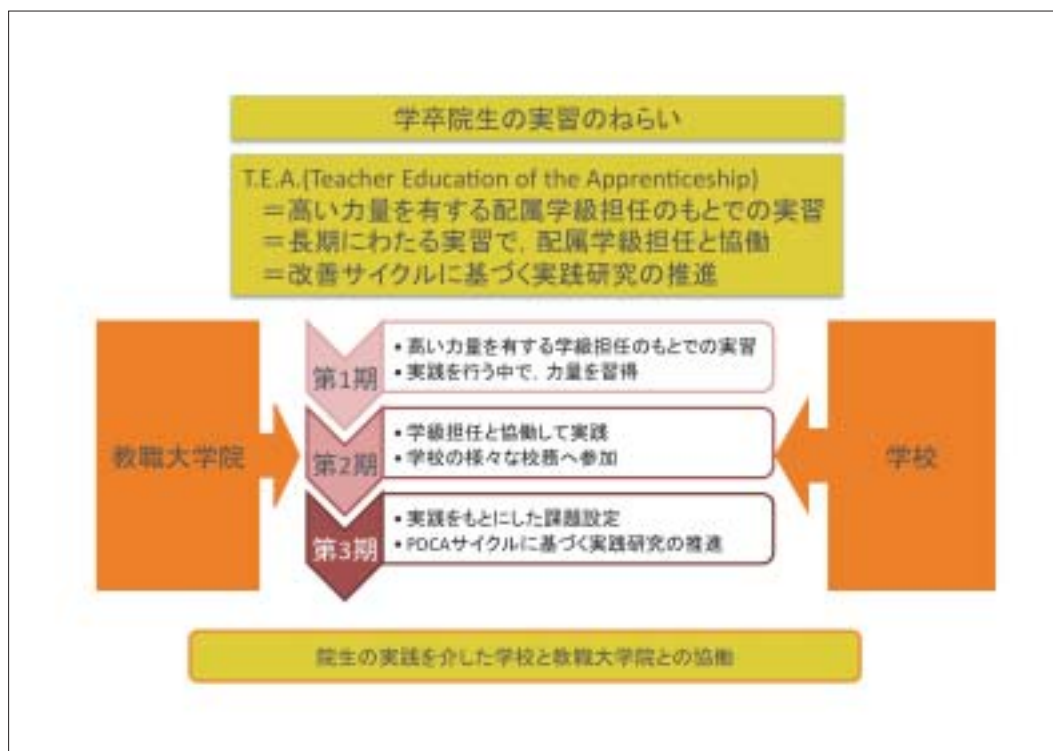 学卒院生の実習のねらい
T.E.A.(Teacher Education of the Apprenticeship)
＝高い力量を有する配属学級担任のもとでの実習
＝長期にわたる実習で，配属学級担任と協働
＝改善サイクルに基づく実践研究の推進
教職大学院
第1期
• 高い力量を有する学級担任のもとでの実習
• 実践を行う中で，力量を習得
第2期
• 学級担任と協働して実践
• 学校の様々な校務へ参加
第3期
• 実践をもとにした課題設定
• PDCAサイクルに基づく実践研究の推進
学校
院生の実践を介した学校と教職大学院との協働